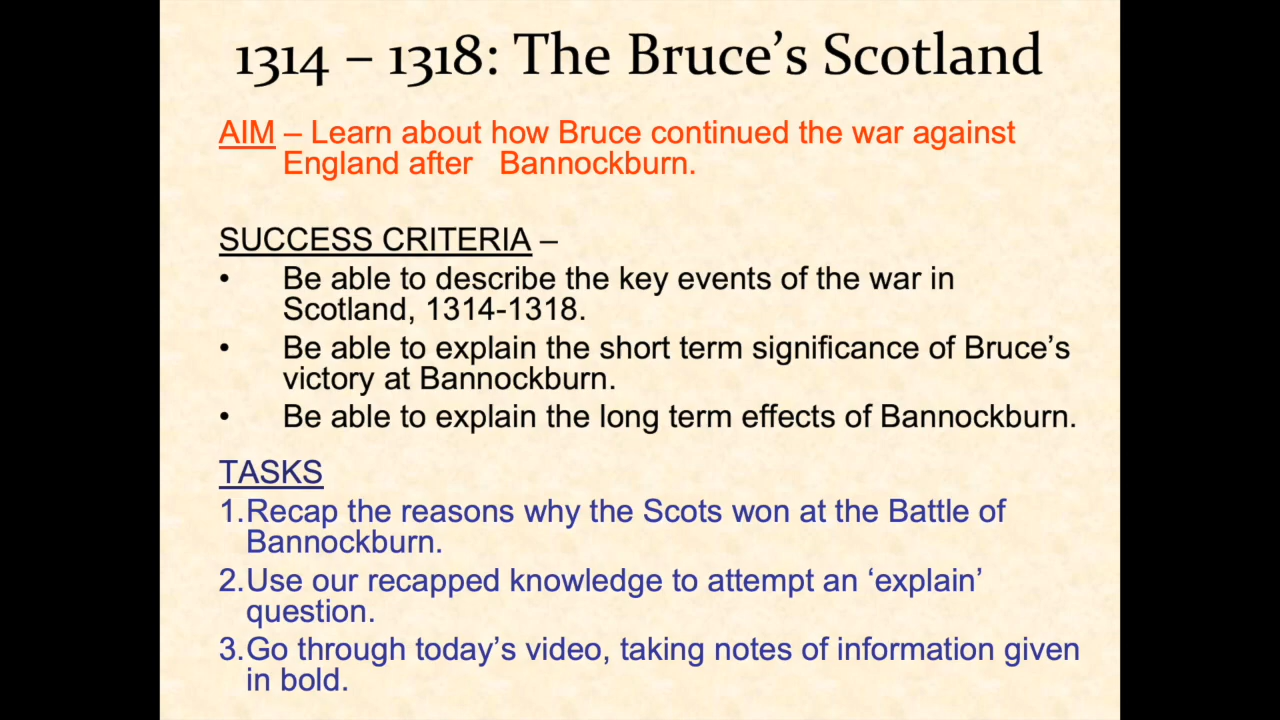 1314 – 1318: The Bruce's Scotland
AIM – Learn about how Bruce continued the war against
England after Bannockburn.
SUCCESS CRITERIA –
• Be able to describe the key events of the war in
Scotland, 1314-1318.
• Be able to explain the short term significance of Bruce's
victory at Bannockburn.
• Be able to explain the long term effects of Bannockburn.
TASKS
1.Recap the reasons why the Scots won at the Battle of
Bannockburn.
2.Use our recapped knowledge to attempt an ‘explain’
question.
3.Go through today’s video, taking notes of information given
in bold.